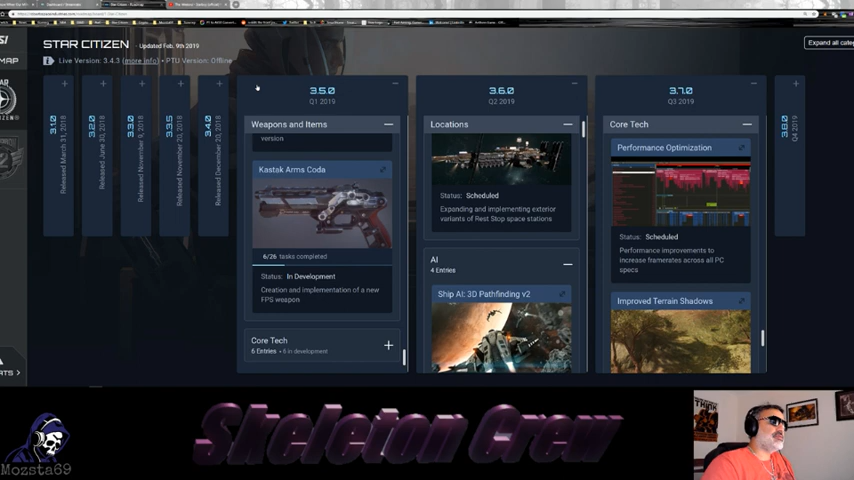 STAR CITIZEN • Updated Feb. 9th 2019
Expand all cate
MAP
Live Version: 3.4.3 (more info) • PTU Version: Offline
3.1.0
Released March 31, 2018
3.2.0
Released June 30, 2018
3.3.0
Released November 9, 2018
3.3.5
Released November 20, 2018
3.4.0
Released December 20, 20
3.5.0
Q1 2019
Weapons and Items
version
Kastak Arms Coda
6/26 tasks completed
Status: In Development
Creation and implementation of a new
FPS weapon
Core Tech
6 Entries • 6 in development
3.6.0
Q2 2019
Locations
Status: Scheduled
Expanding and implementing exterior
variants of Rest Stop space stations
AI
4 Entries
Ship AI: 3D Pathfinding v2
3.7.0
Q3 2019
Core Tech
Performance Optimization
Status: Scheduled
Performance improvements to
increase framerates across all PC
specs
Improved Terrain Shadows
3.8.0
Q4 2019
RTS >
Skeleton Crew
Mozsta69
THINK